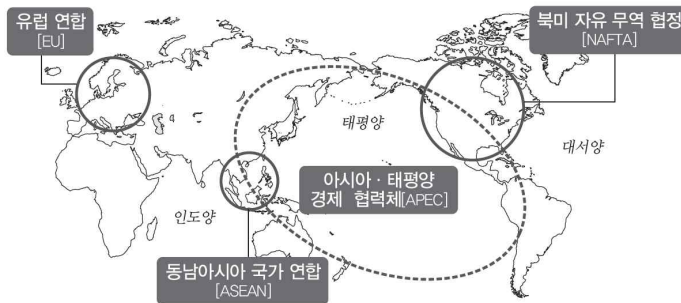 유럽 연합
[EU]
북미 자유 무역 협정
[NAFTA]
태평양
대서양
아시아 · 태평양
경제 협력체[APEC]
인도양
동남아시아 국가 연합
[ASEAN]